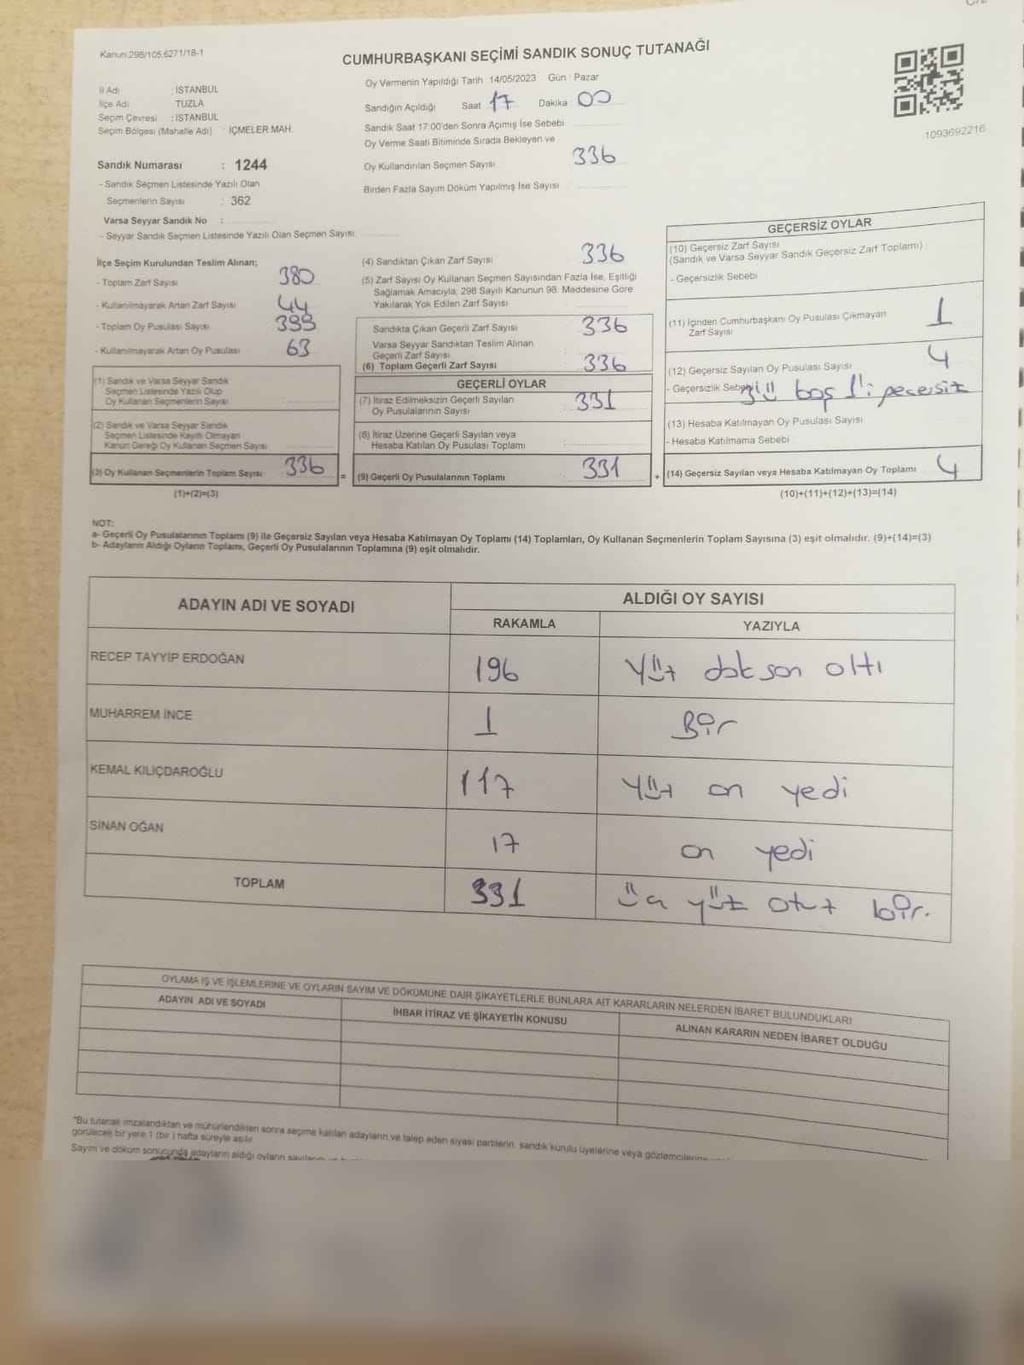 Kanun:298/105.6271/18-1
CUMHURBAŞKANI SEÇİMİ SANDIK SONUÇ TUTANAĞI
İl Adı : İSTANBUL
İlçe Adı : TUZLA
Seçim Çevresi : İSTANBUL
Seçim Bölgesi (Mahalle Adı) : İÇMELER MAH.
Sandık Numarası : 1244
- Sandık Seçmen Listesinde Yazılı Olan
Seçmenlerin Sayısı : 362
Varsa Seyyar Sandık No :
- Seyyar Sandık Seçmen Listesinde Yazılı Olan Seçmen Sayısı
Oy Vermenin Yapıldığı Tarih 14/05/2023 Gün : Pazar
Sandığın Açıldığı Saat 17 Dakika 00
Sandık Saat 17:00'den Sonra Açımış İse Sebebi
Oy Verme Saati Bitiminde Sırada Bekleyen ve
Oy Kullandırılan Seçmen Sayısı 336
Birden Fazla Sayım Döküm Yapılmış İse Sayısı
1093692216
İlçe Seçim Kurulundan Teslim Alınan;
- Toplam Zarf Sayısı 380
- Kullanılmayarak Artan Zarf Sayısı 44
- Toplam Oy Pusulası Sayısı 399
- Kullanılmayarak Artan Oy Pusulası 63
(1) Sandık ve Varsa Seyyar Sandık
Seçmen Listesinde Yazılı Olup
Oy Kullanan Seçmenlerin Sayısı
(2) Sandık ve Varsa Seyyar Sandık
Seçmen Listesinde Kayıtlı Olmayan
Kanun Gereği Oy Kullanan Seçmen Sayısı
(3) Oy Kullanan Seçmenlerin Toplam Sayısı 336 =
(1)+(2)=(3)
(4) Sandıktan Çıkan Zarf Sayısı 336
(5) Zarf Sayısı Oy Kullanan Seçmen Sayısından Fazla İse, Eşitliği
Sağlamak Amacıyla, 298 Sayılı Kanunun 98. Maddesine Göre
Yakılarak Yok Edilen Zarf Sayısı
Sandıkta Çıkan Geçerli Zarf Sayısı 336
Varsa Seyyar Sandıktan Teslim Alınan
Geçerli Zarf Sayısı
(6) Toplam Geçerli Zarf Sayısı 336
GEÇERLİ OYLAR
(7) İtiraz Edilmeksizin Geçerli Sayılan
Oy Pusulalarının Sayısı 331
(8) İtiraz Üzerine Geçerli Sayılan veya
Hesaba Katılan Oy Pusulası Toplamı
(9) Geçerli Oy Pusulalarının Toplamı 331 +
GEÇERSİZ OYLAR
(10) Geçersiz Zarf Sayısı
(Sandık ve Varsa Seyyar Sandık Geçersiz Zarf Toplamı)
- Geçersizlik Sebebi
(11) İçinden Cumhurbaşkanı Oy Pusulası Çıkmayan
Zarf Sayısı 1
(12) Geçersiz Sayılan Oy Pusulası Sayısı 4
- Geçersizlik Sebebi 3'ü boş 1'i geçersiz
(13) Hesaba Katılmayan Oy Pusulası Sayısı
- Hesaba Katılmama Sebebi
(14) Geçersiz Sayılan veya Hesaba Katılmayan Oy Toplamı 4
(10)+(11)+(12)+(13)=(14)
NOT:
a- Geçerli Oy Pusulalarının Toplamı (9) ile Geçersiz Sayılan veya Hesaba Katılmayan Oy Toplamı (14) Toplamları, Oy Kullanan Seçmenlerin Toplam Sayısına (3) eşit olmalıdır. (9)+(14)=(3)
b- Adayların Aldığı Oyların Toplamı, Geçerli Oy Pusulalarının Toplamına (9) eşit olmalıdır.
ADAYIN ADI VE SOYADI
ALDIĞI OY SAYISI
RAKAMLA YAZIYLA
RECEP TAYYİP ERDOĞAN 196 Yüz doksan altı
MUHARREM İNCE 1 Bir
KEMAL KILIÇDAROĞLU 117 Yüz on yedi
SİNAN OĞAN 17 on yedi
TOPLAM 331 üç yüz otuz bir.
OYLAMA İŞ VE İŞLEMLERİNE VE OYLARIN SAYIM VE DÖKÜMÜNE DAİR ŞİKAYETLERLE BUNLARA AİT KARARLARIN NELERDEN İBARET BULUNDUKLARI
ADAYIN ADI VE SOYADI
İHBAR İTİRAZ VE ŞİKAYETİN KONUSU
ALINAN KARARIN NEDEN İBARET OLDUĞU
*Bu tutanak imzalandıktan ve mühürlendikten sonra seçime katılan adayların ve talep eden siyasi partilerin, sandık kurulu üyelerine veya gözlemcilerine
görülecek bir yere 1 (bir) hafta süreyle asılır
Sayım ve döküm sonucunda adayların aldığı oyların